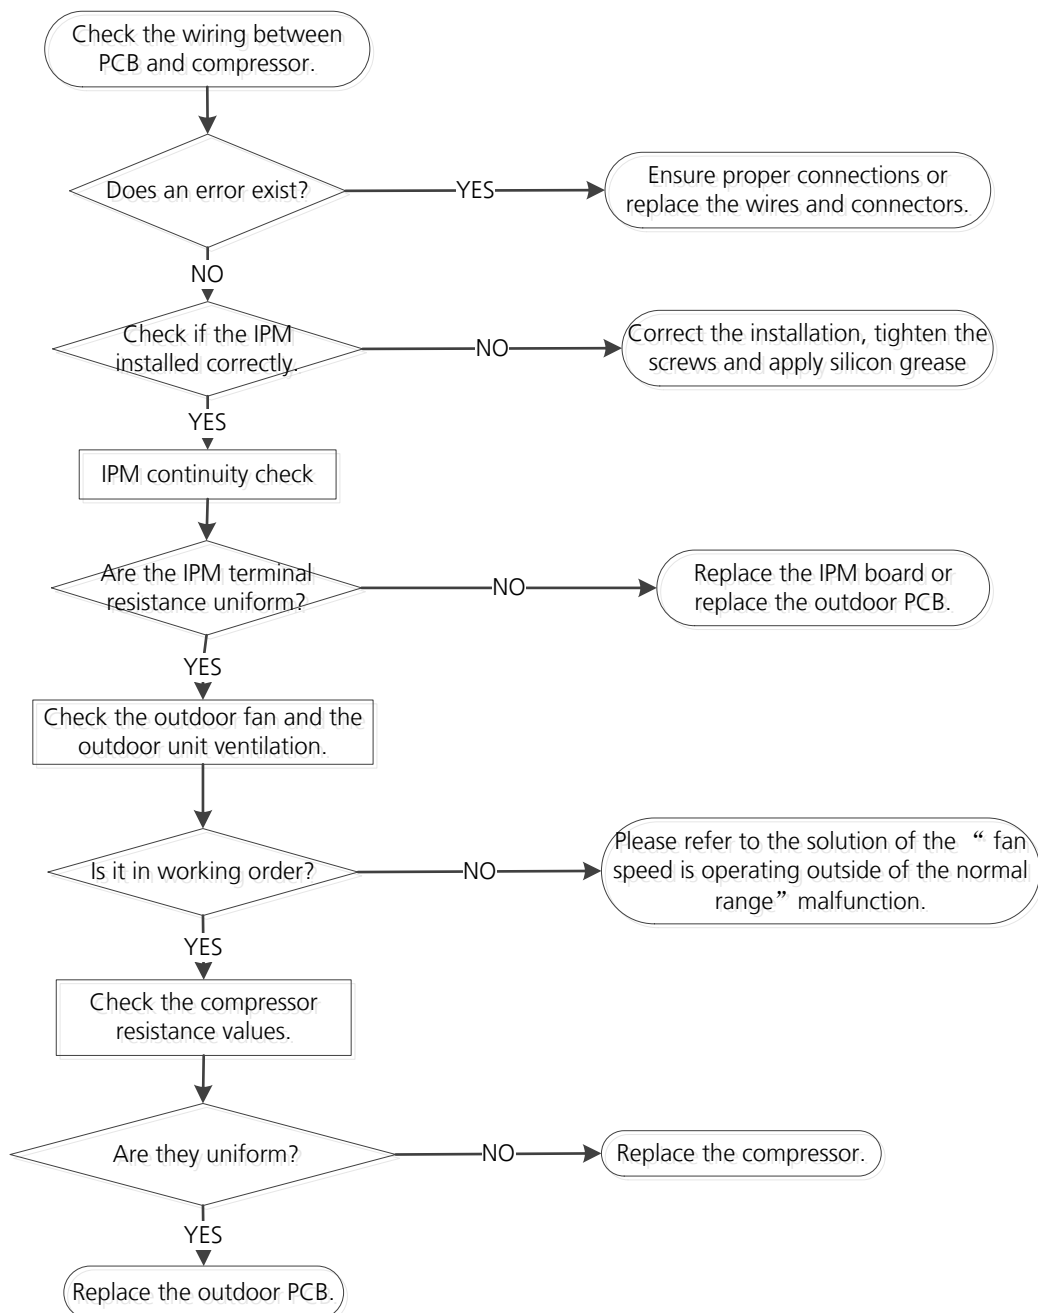 Check the wiring between
PCB and compressor.
Does an error exist?
YES
Ensure proper connections or
replace the wires and connectors.
NO
Check if the IPM
installed correctly.
NO
Correct the installation, tighten the
screws and apply silicon grease
YES
IPM continuity check
Are the IPM terminal
resistance uniform?
NO
Replace the IPM board or
replace the outdoor PCB.
YES
Check the outdoor fan and the
outdoor unit ventilation.
Is it in working order?
NO
Please refer to the solution of the “ fan
speed is operating outside of the normal
range” malfunction.
YES
Check the compressor
resistance values.
Are they uniform?
NO
Replace the compressor.
YES
Replace the outdoor PCB.